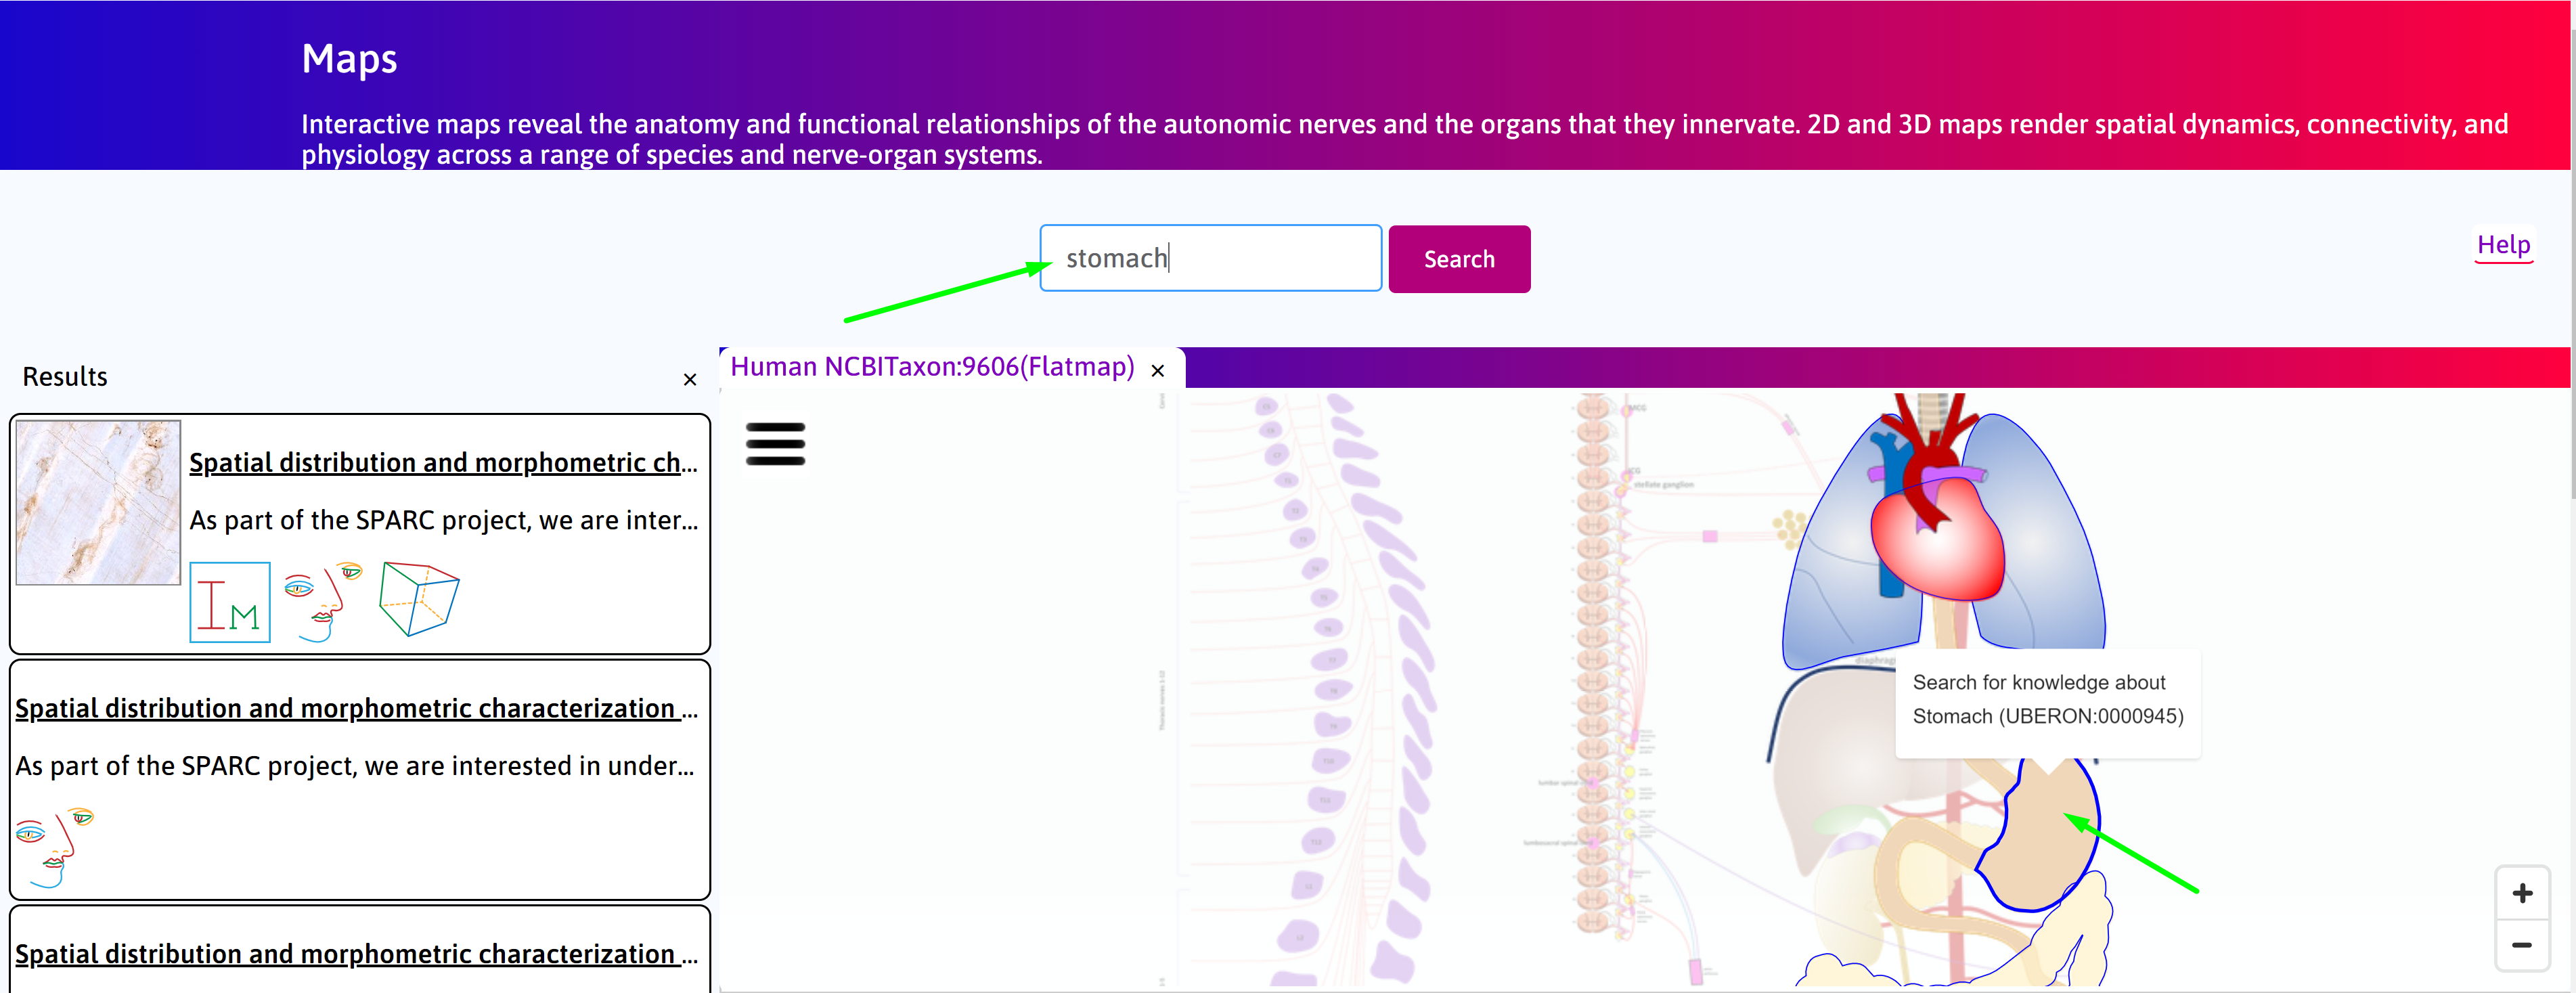 Maps
Interactive maps reveal the anatomy and functional relationships of the autonomic nerves and the organs that they innervate. 2D and 3D maps render spatial dynamics, connectivity, and
physiology across a range of species and nerve-organ systems.
stomach
Search
Help
Results
×
Spatial distribution and morphometric ch...
As part of the SPARC project, we are inter...
IM
Spatial distribution and morphometric characterization ...
As part of the SPARC project, we are interested in under...
Spatial distribution and morphometric characterization ...
Human NCBITaxon:9606(Flatmap) ×
stellate ganglion
Search for knowledge about
Stomach (UBERON:0000945)
+
−